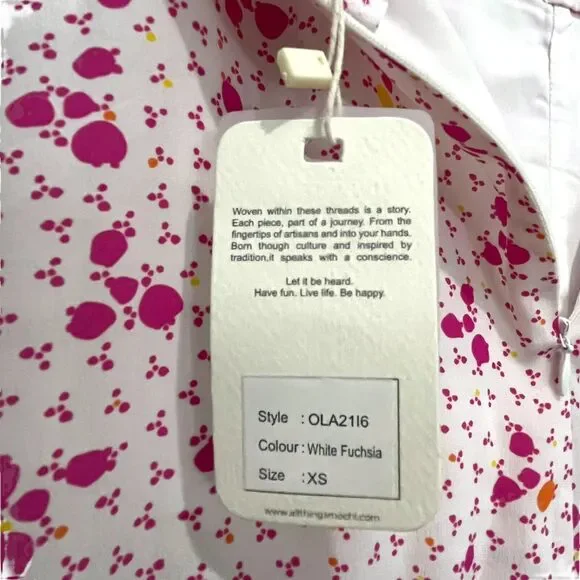 Woven within these threads is a story.
Each piece, part of a journey. From the
fingertips of artisans and into your hands.
Born though culture and inspired by
tradition.it speaks with a conscience.
Let it be heard.
Have fun. Live life. Be happy.
Style : OLA21I6
Colour : White Fuchsia
Size : XS
www.allthingsmochi.com